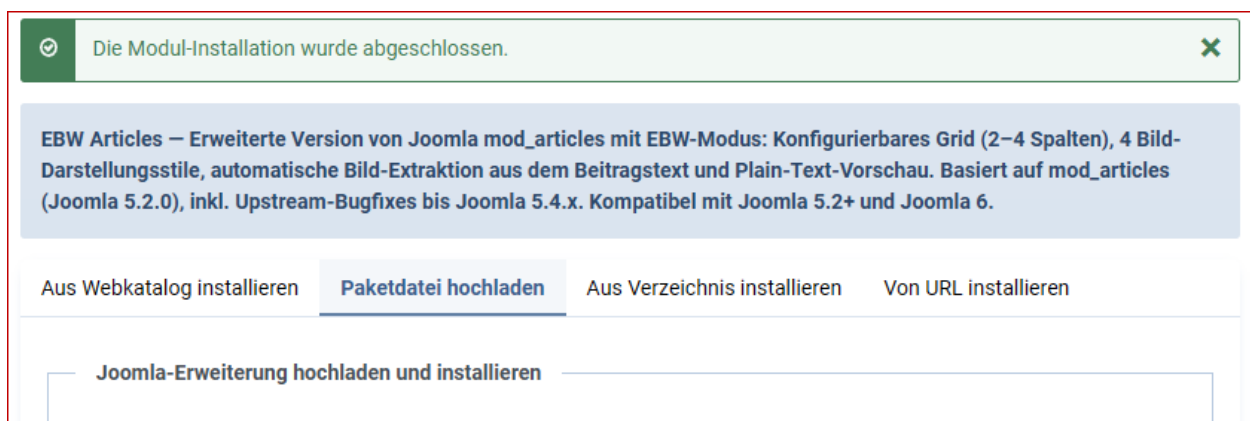 Die Modul-Installation wurde abgeschlossen.
EBW Articles — Erweiterte Version von Joomla mod_articles mit EBW-Modus: Konfigurierbares Grid (2–4 Spalten), 4 Bild-
Darstellungsstile, automatische Bild-Extraktion aus dem Beitragstext und Plain-Text-Vorschau. Basiert auf mod_articles
(Joomla 5.2.0), inkl. Upstream-Bugfixes bis Joomla 5.4.x. Kompatibel mit Joomla 5.2+ und Joomla 6.
Aus Webkatalog installieren Paketdatei hochladen Aus Verzeichnis installieren Von URL installieren
Joomla-Erweiterung hochladen und installieren